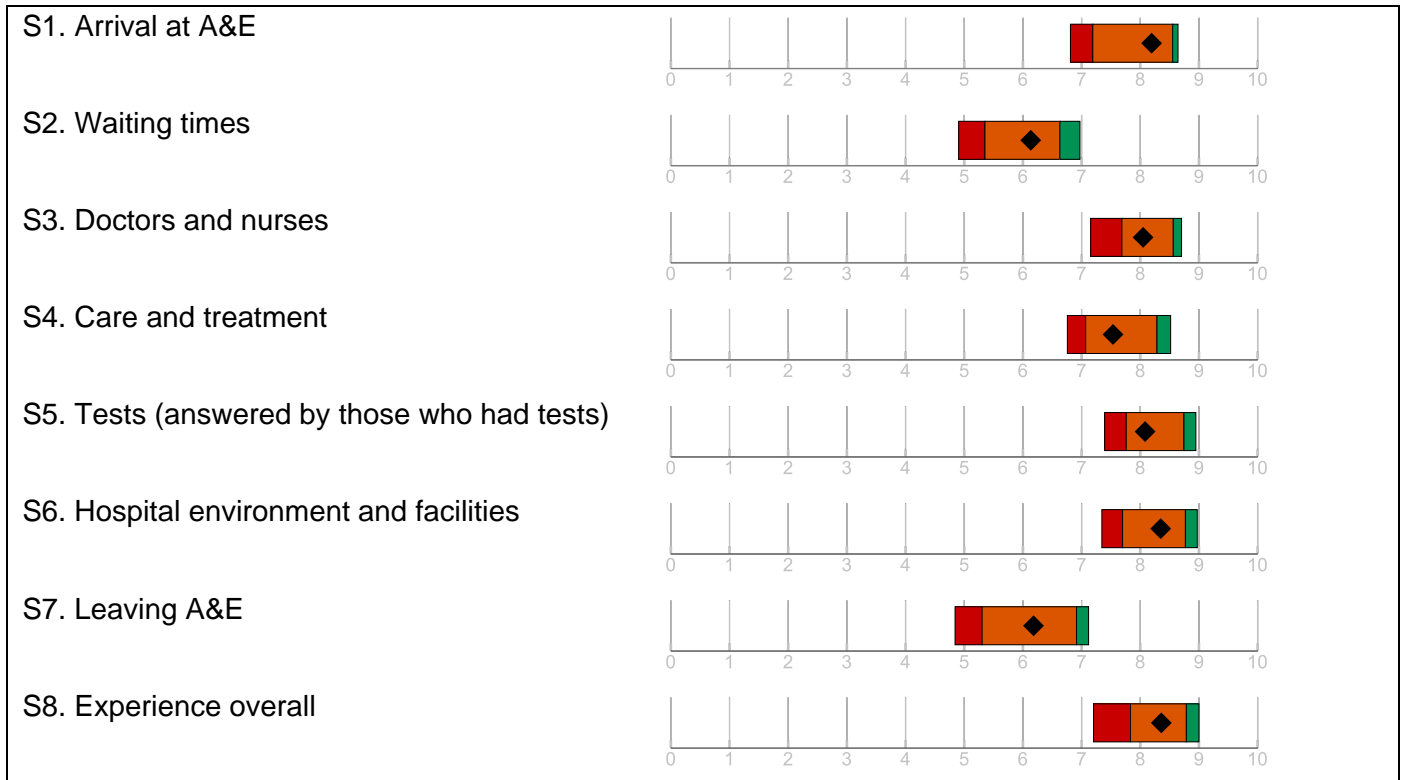 S1. Arrival at A&E
0 1 2 3 4 5 6 7 8 9 10
S2. Waiting times
0 1 2 3 4 5 6 7 8 9 10
S3. Doctors and nurses
0 1 2 3 4 5 6 7 8 9 10
S4. Care and treatment
0 1 2 3 4 5 6 7 8 9 10
S5. Tests (answered by those who had tests)
0 1 2 3 4 5 6 7 8 9 10
S6. Hospital environment and facilities
0 1 2 3 4 5 6 7 8 9 10
S7. Leaving A&E
0 1 2 3 4 5 6 7 8 9 10
S8. Experience overall
0 1 2 3 4 5 6 7 8 9 10